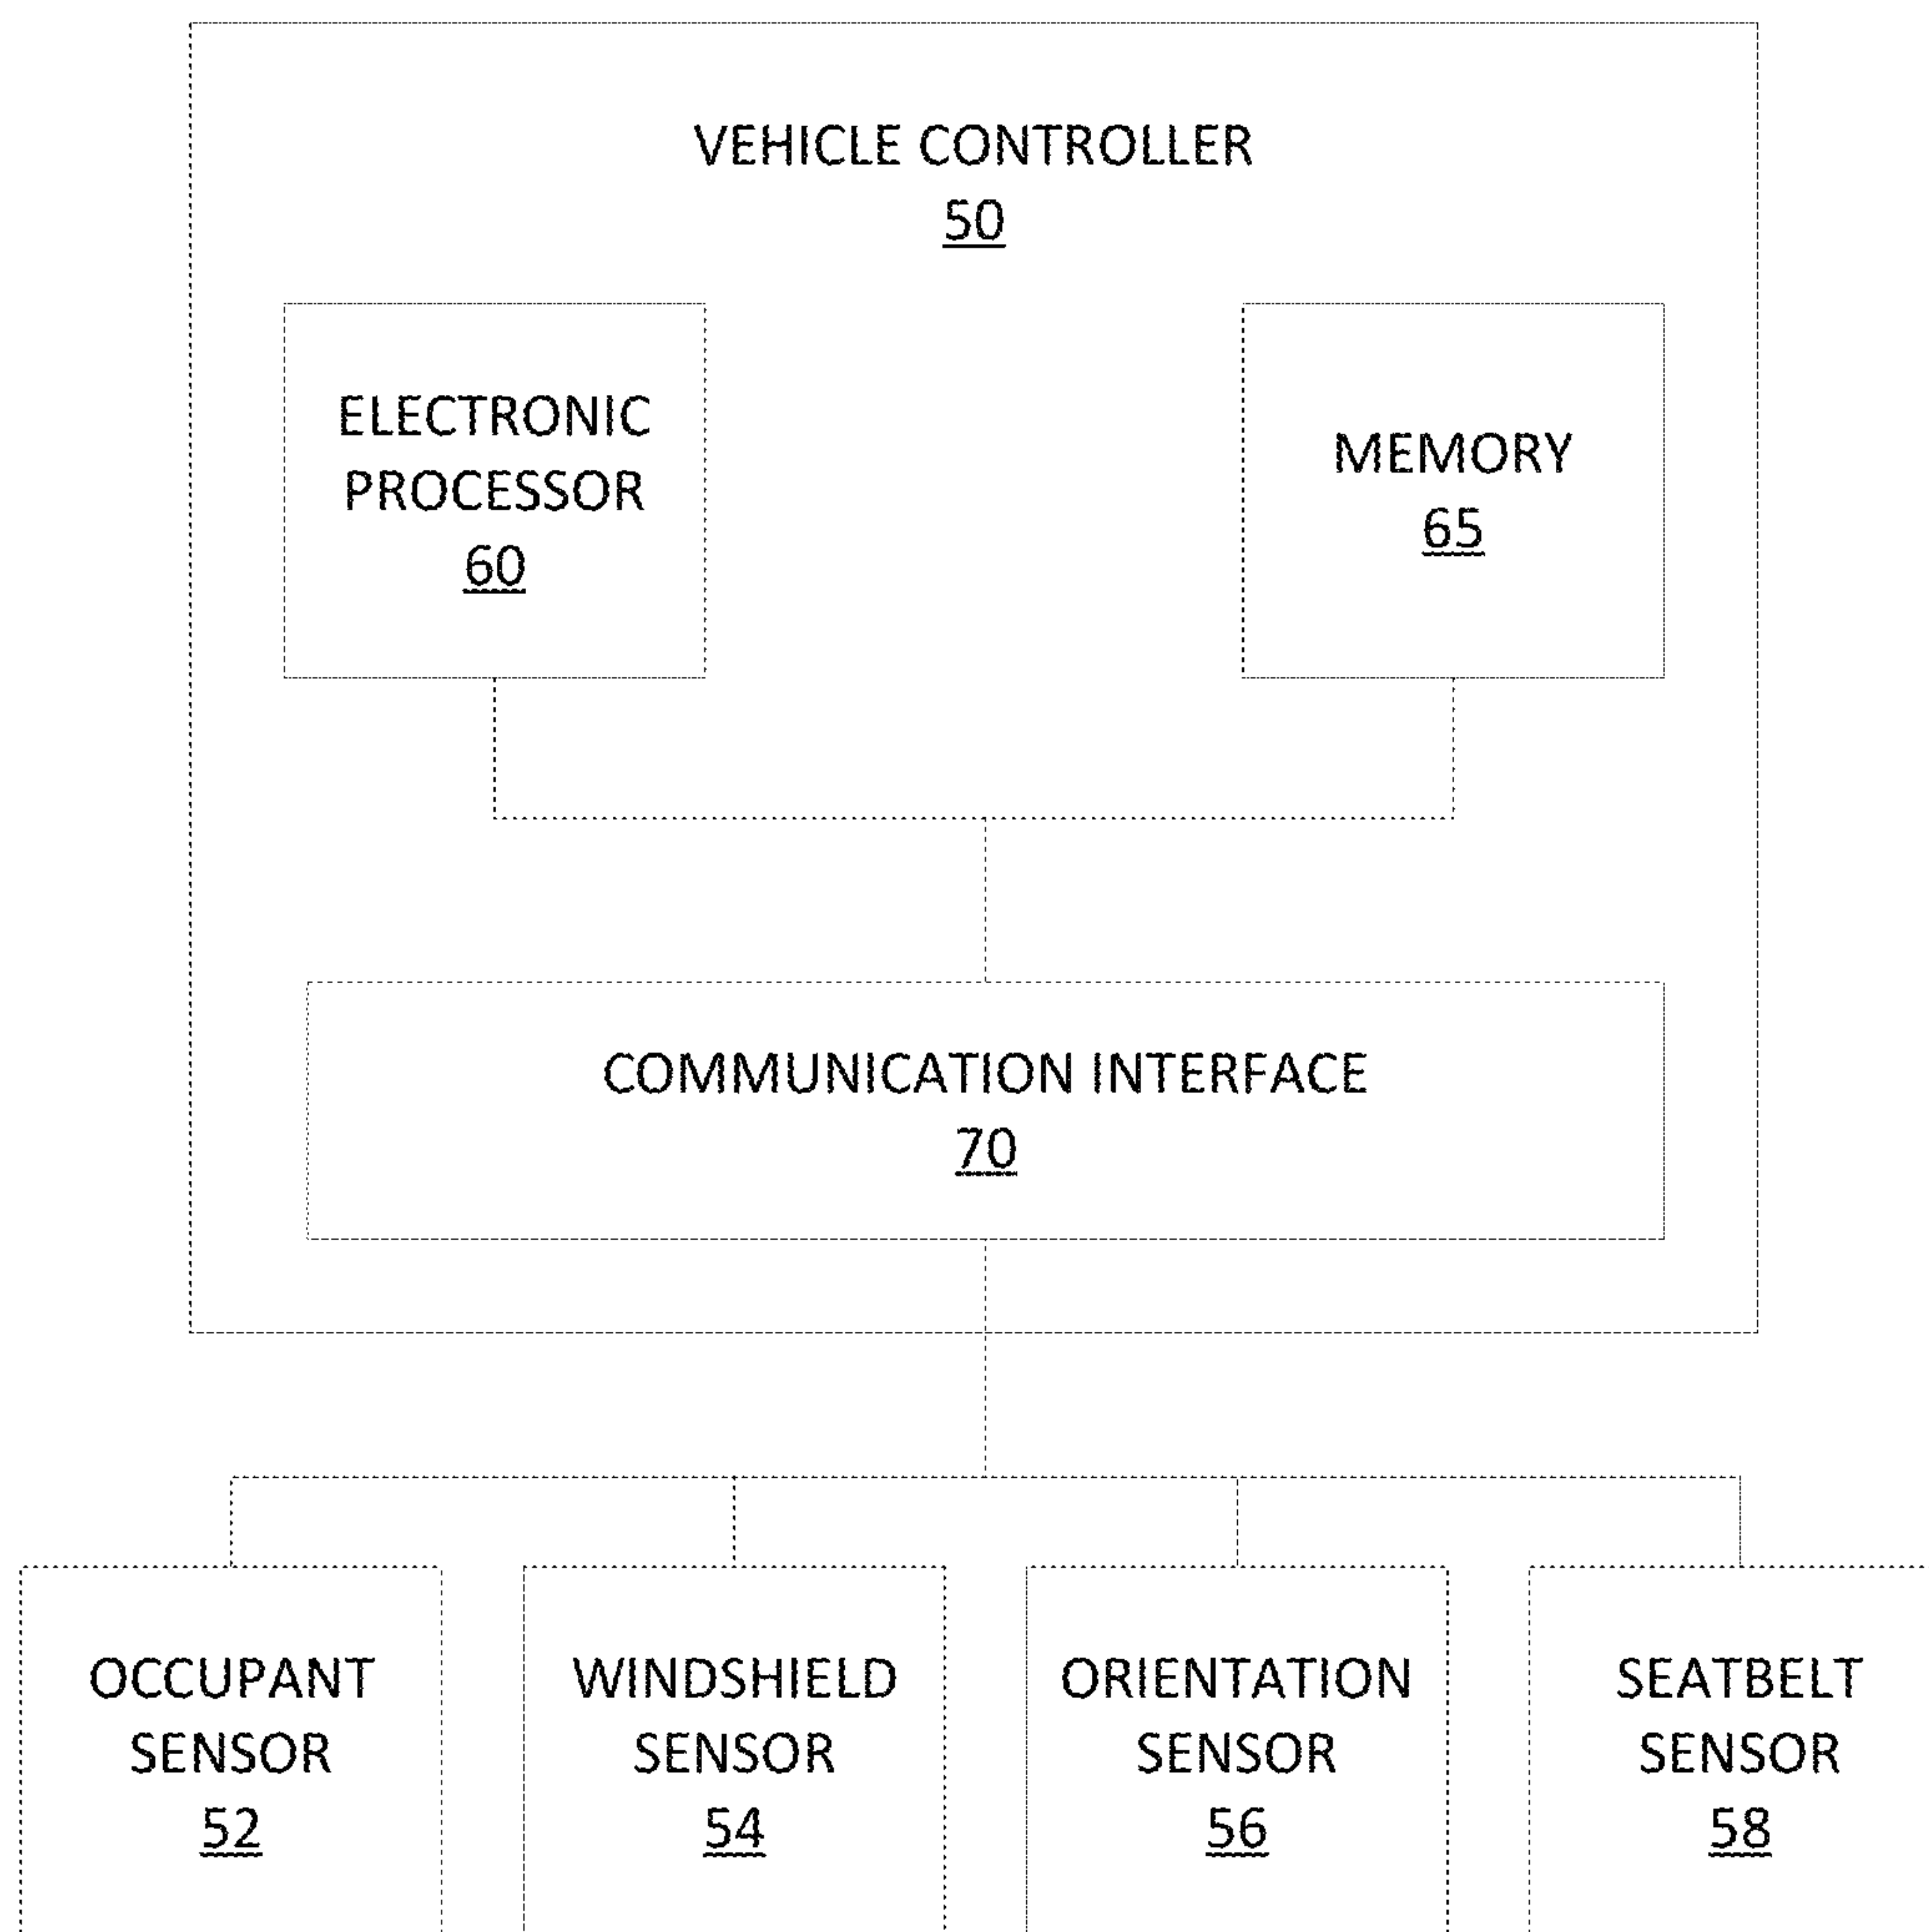 VEHICLE CONTROLLER
50
ELECTRONIC
PROCESSOR
60
MEMORY
65
COMMUNICATION INTERFACE
70
OCCUPANT
SENSOR
52
WINDSHIELD
SENSOR
54
ORIENTATION
SENSOR
56
SEATBELT
SENSOR
58